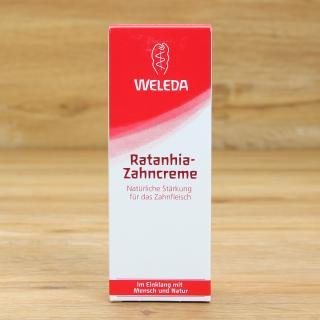 WELEDA
Ratanhia-
Zahncreme
Natürliche Stärkung
für das Zahnfleisch
Im Einklang mit
Mensch und Natur